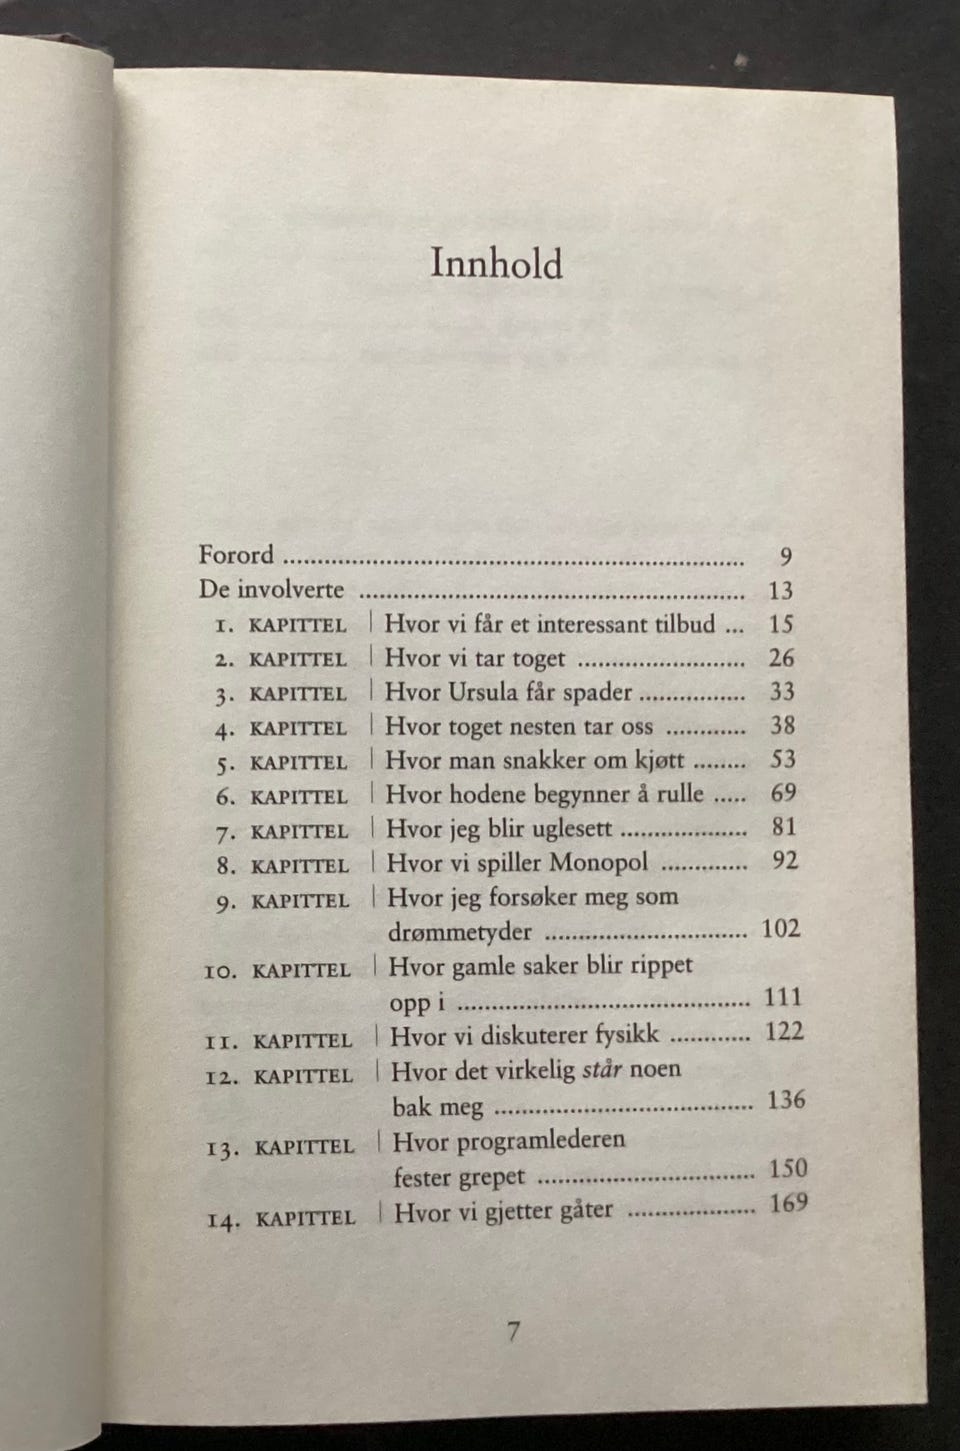 Innhold
Forord ........................................................................ 9
De involverte ............................................................ 13
1. KAPITTEL | Hvor vi får et interessant tilbud ... 15
2. KAPITTEL | Hvor vi tar toget .......................... 26
3. KAPITTEL | Hvor Ursula får spader ................ 33
4. KAPITTEL | Hvor toget nesten tar oss ............ 38
5. KAPITTEL | Hvor man snakker om kjøtt ........ 53
6. KAPITTEL | Hvor hodene begynner å rulle ..... 69
7. KAPITTEL | Hvor jeg blir uglesett ................... 81
8. KAPITTEL | Hvor vi spiller Monopol ............. 92
9. KAPITTEL | Hvor jeg forsøker meg som
drømmetyder ............................... 102
10. KAPITTEL | Hvor gamle saker blir rippet
opp i ............................................ 111
11. KAPITTEL | Hvor vi diskuterer fysikk ............ 122
12. KAPITTEL | Hvor det virkelig står noen
bak meg ....................................... 136
13. KAPITTEL | Hvor programlederen
fester grepet ................................. 150
14. KAPITTEL | Hvor vi gjetter gåter ................... 169
7